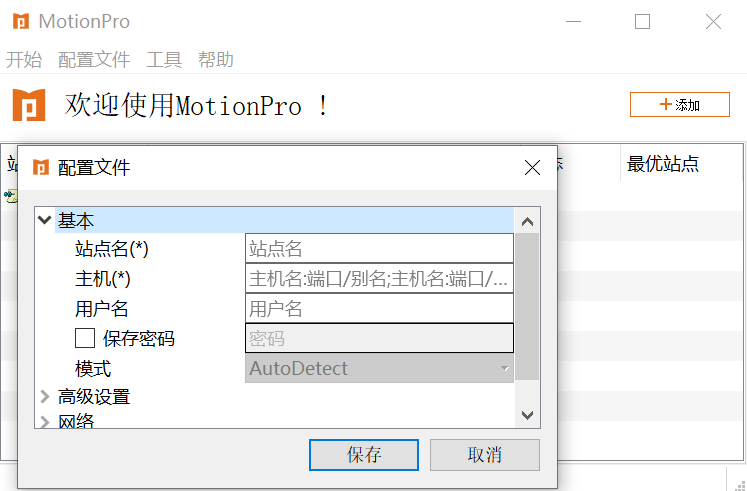 MotionPro
开始 配置文件 工具 帮助
欢迎使用MotionPro ！
添加
最优站点
配置文件
基本
站点名(*) 站点名
主机(*) 主机名:端口/别名;主机名:端口/...
用户名 用户名
保存密码 密码
模式 AutoDetect
高级设置
网络
保存 取消